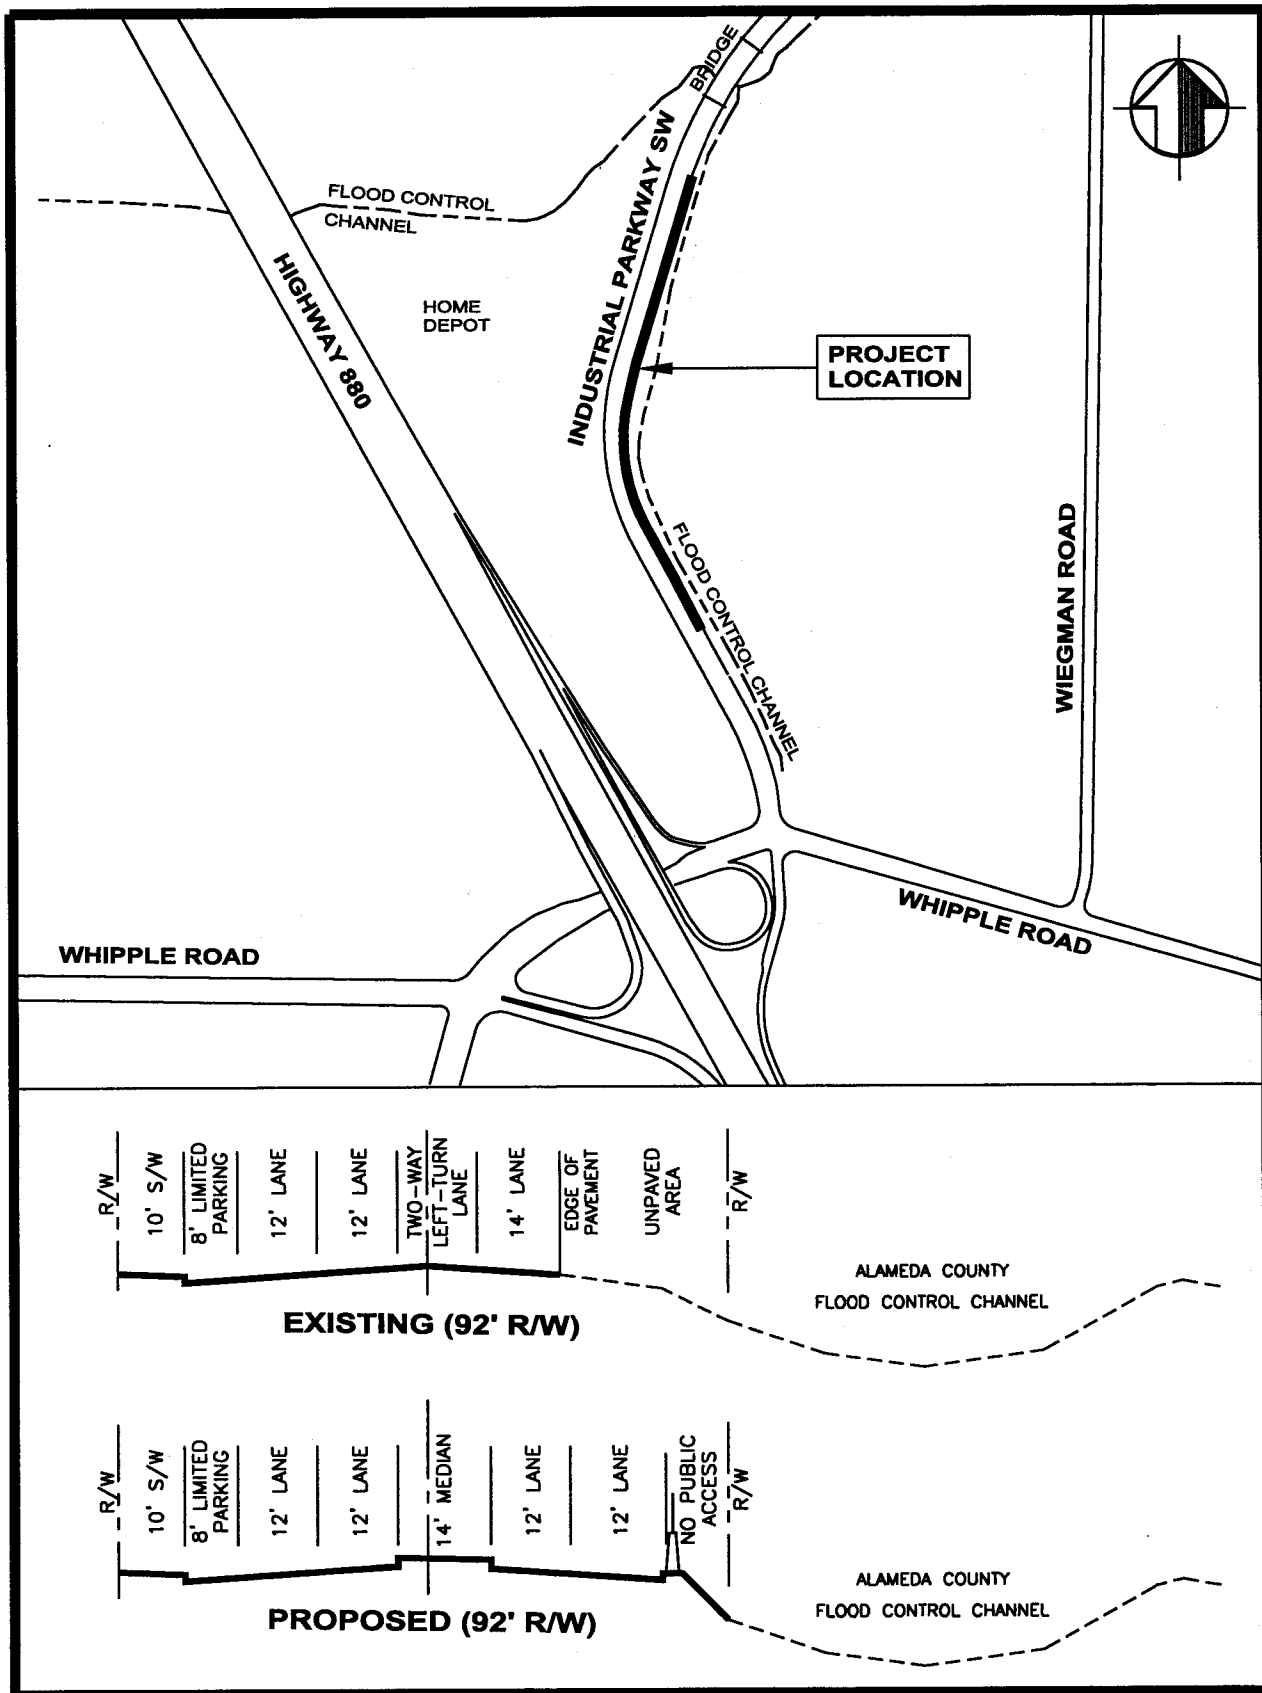 BRIDGE
INDUSTRIAL PARKWAY SW
FLOOD CONTROL
CHANNEL
HIGHWAY 880
HOME
DEPOT
PROJECT
LOCATION
FLOOD CONTROL CHANNEL
WIEGMAN ROAD
WHIPPLE ROAD
WHIPPLE ROAD
R/W
10' S/W
8' LIMITED
PARKING
12' LANE
12' LANE
TWO-WAY
LEFT-TURN
LANE
14' LANE
EDGE OF
PAVEMENT
UNPAVED
AREA
R/W
ALAMEDA COUNTY
FLOOD CONTROL CHANNEL
EXISTING (92' R/W)
R/W
10' S/W
8' LIMITED
PARKING
12' LANE
12' LANE
14' MEDIAN
12' LANE
12' LANE
NO PUBLIC
ACCESS
R/W
ALAMEDA COUNTY
FLOOD CONTROL CHANNEL
PROPOSED (92' R/W)